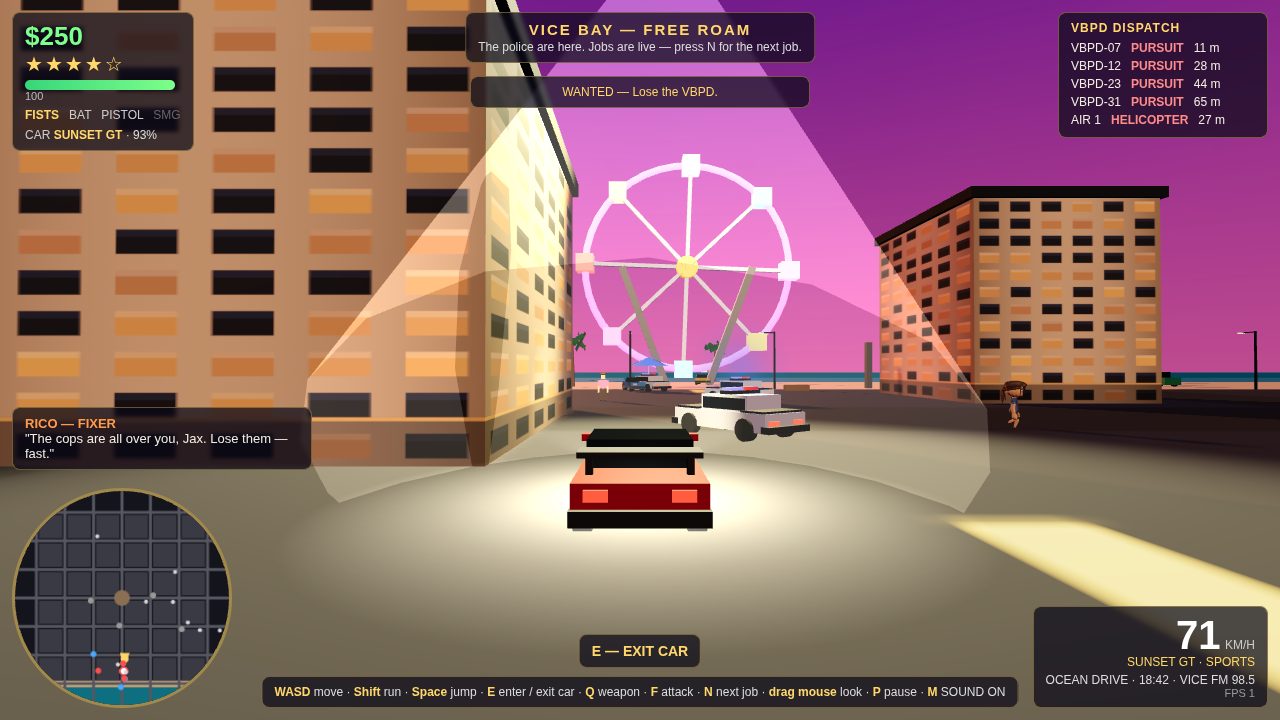 $250
★★★★☆
100
FISTS BAT PISTOL SMG
CAR SUNSET GT · 93%
VICE BAY — FREE ROAM
The police are here. Jobs are live — press N for the next job.
WANTED — Lose the VBPD.
VBPD DISPATCH
VBPD-07 PURSUIT 11 m
VBPD-12 PURSUIT 28 m
VBPD-23 PURSUIT 44 m
VBPD-31 PURSUIT 65 m
AIR 1 HELICOPTER 27 m
RICO — FIXER
"The cops are all over you, Jax. Lose them —
fast."
E — EXIT CAR
WASD move · Shift run · Space jump · E enter / exit car · Q weapon · F attack · N next job · drag mouse look · P pause · M SOUND ON
71 KM/H
SUNSET GT · SPORTS
OCEAN DRIVE · 18:42 · VICE FM 98.5
FPS 1